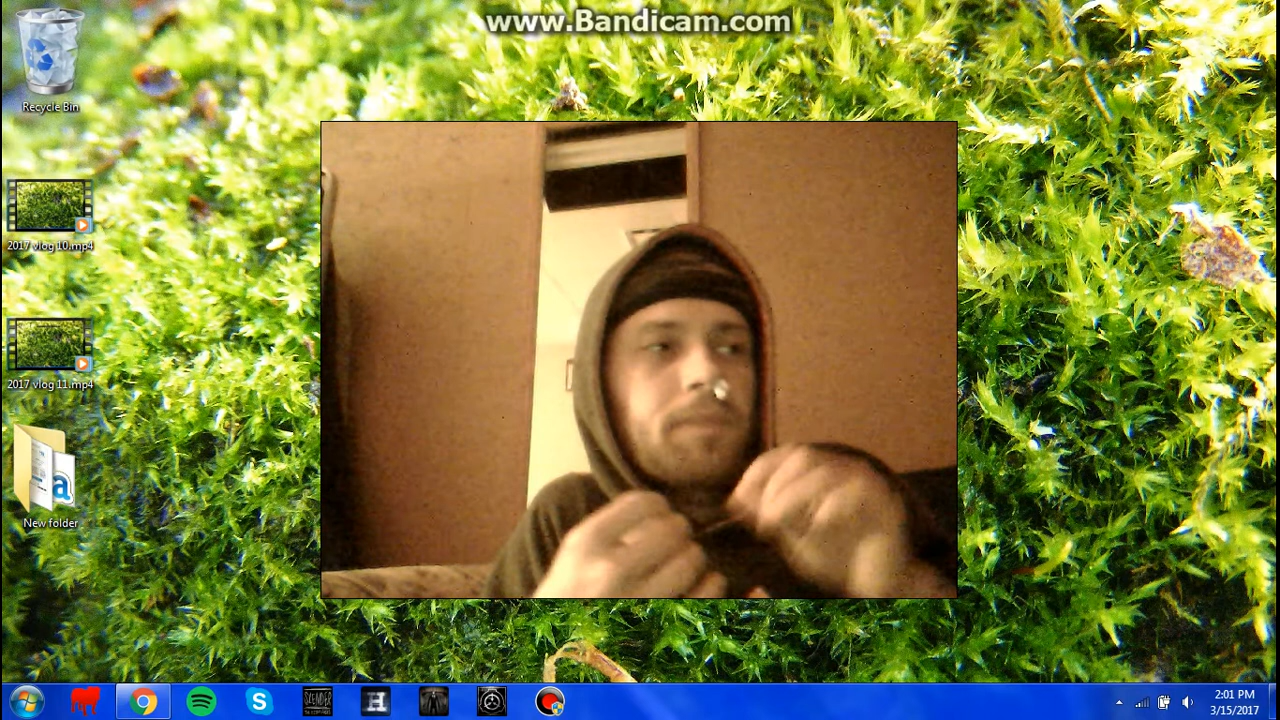 www.Bandicam.com
Recycle Bin
2017 vlog 10.mp4
2017 vlog 11.mp4
New folder
SLENDER
H
2:01 PM
3/15/2017